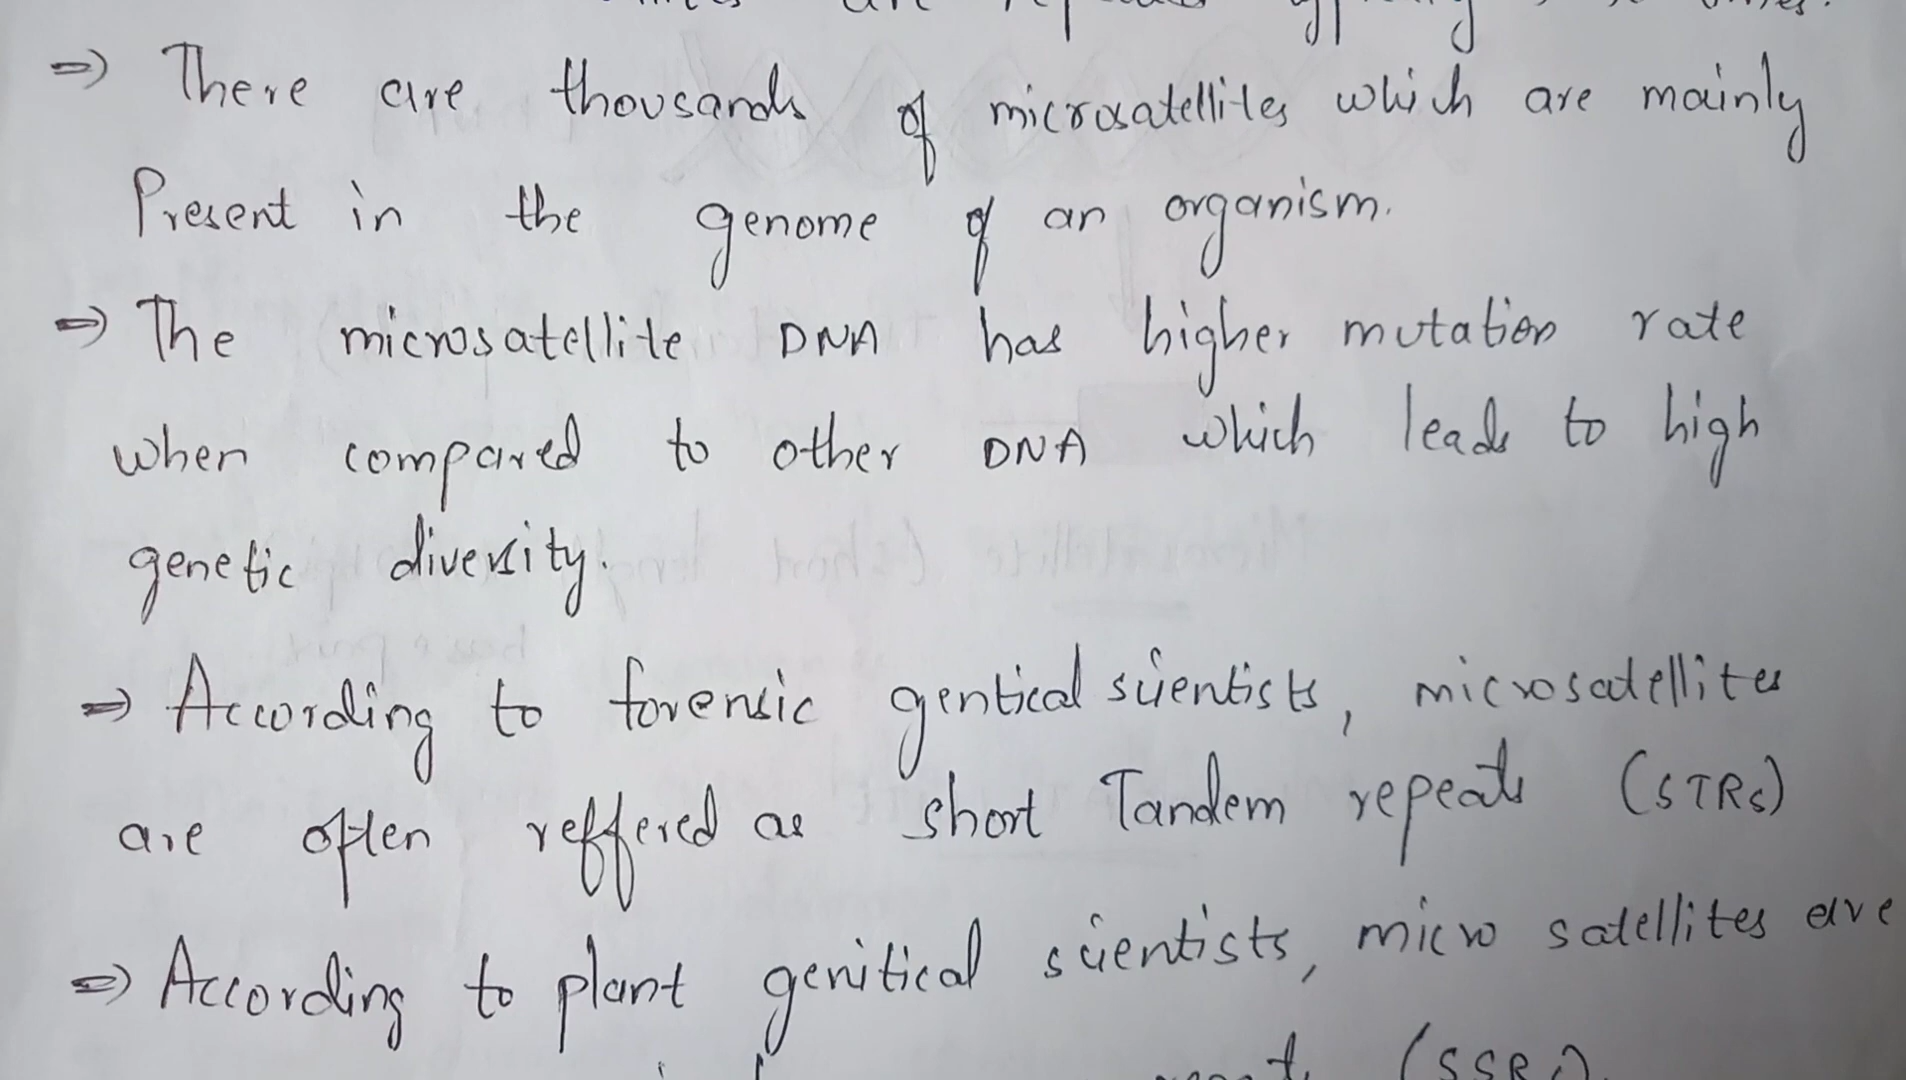 ⇒ There are thousands of microsatellites which are mainly
Present in the genome of an organism.
⇒ The microsatellite DNA has higher mutation rate
when compared to other DNA which leads to high
genetic diversity.
⇒ According to forensic gentical scientists, microsatellites
are often reffered as short Tandem repeats (STRs)
⇒ According to plant genitical scientists, micro satellites are
(SSRs)